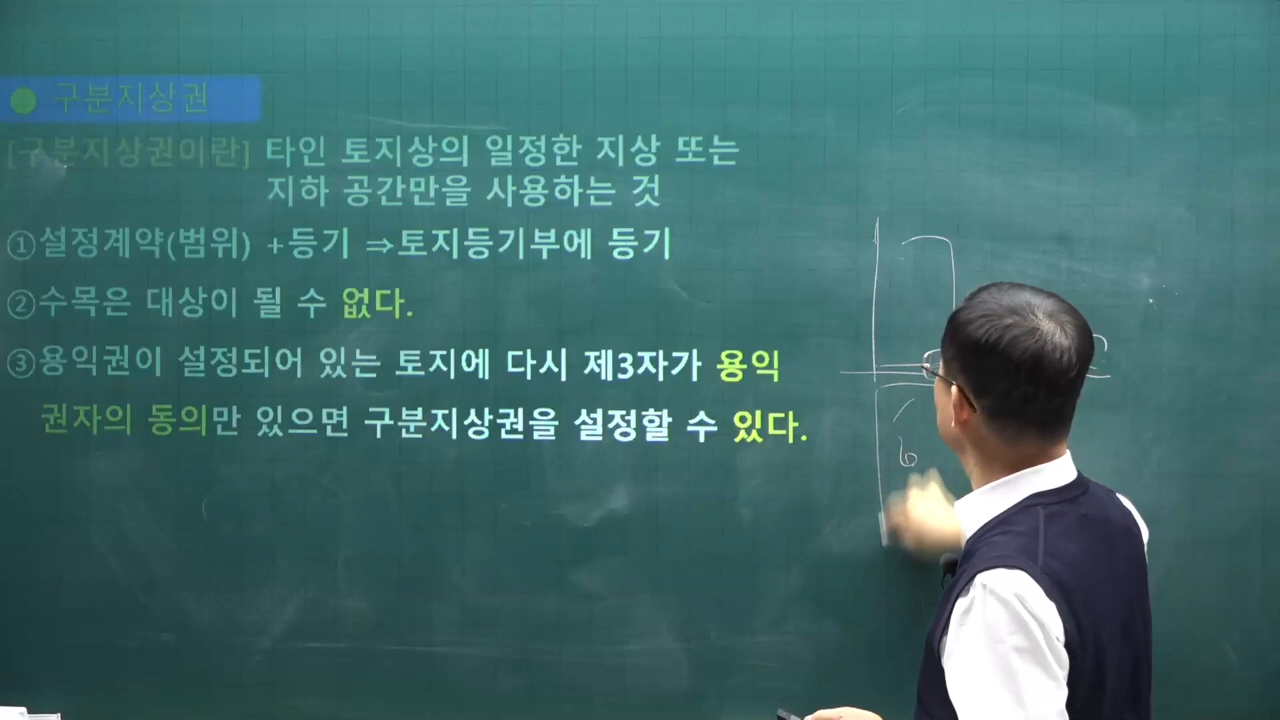 ● 구분지상권
[구분지상권이란] 타인 토지상의 일정한 지상 또는
지하 공간만을 사용하는 것
①설정계약(범위) +등기 ⇒토지등기부에 등기
②수목은 대상이 될 수 없다.
③용익권이 설정되어 있는 토지에 다시 제3자가 용익
권자의 동의만 있으면 구분지상권을 설정할 수 있다.